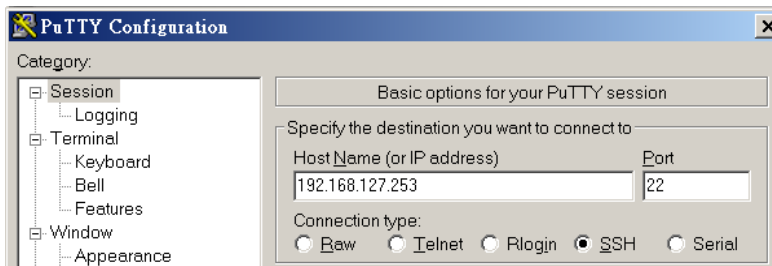 PuTTY Configuration
Category:
Session
Logging
Terminal
Keyboard
Bell
Features
Window
Appearance
Basic options for your PuTTY session
Specify the destination you want to connect to
Host Name (or IP address) Port
192.168.127.253 22
Connection type:
Raw Telnet Rlogin SSH Serial